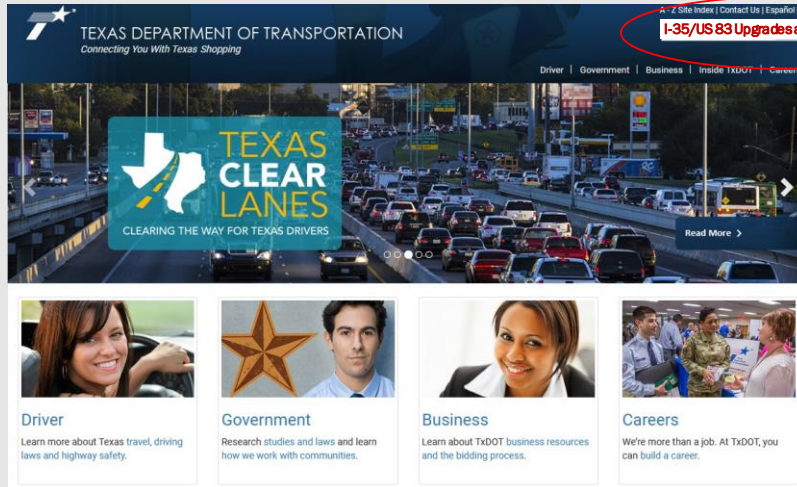 A - Z Site Index | Contact Us | Español
TEXAS DEPARTMENT OF TRANSPORTATION
Connecting You With Texas Shopping
I-35/US 83 Upgrades a
Driver | Government | Business | Inside TxDOT | Career
TEXAS
CLEAR
LANES
CLEARING THE WAY FOR TEXAS DRIVERS
Read More >
Driver
Learn more about Texas travel, driving
laws and highway safety.
Government
Research studies and laws and learn
how we work with communities.
Business
Learn about TxDOT business resources
and the bidding process.
Careers
We're more than a job. At TxDOT, you
can build a career.